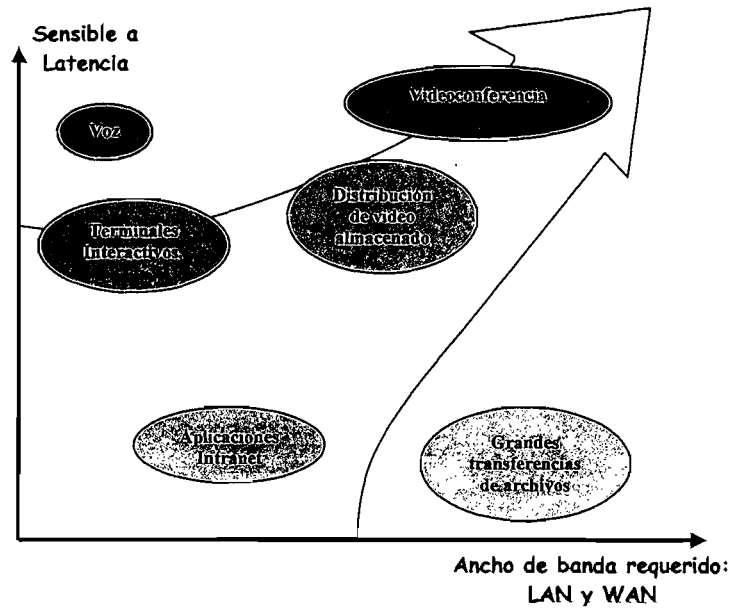 Sensible a
Latencia
Videoconferencia
Voz
Distribución
de video
almacenado
Terminales
Interactivos
Aplicaciones
Intranet
Grandes
transferencias
de archivos
Ancho de banda requerido:
LAN y WAN